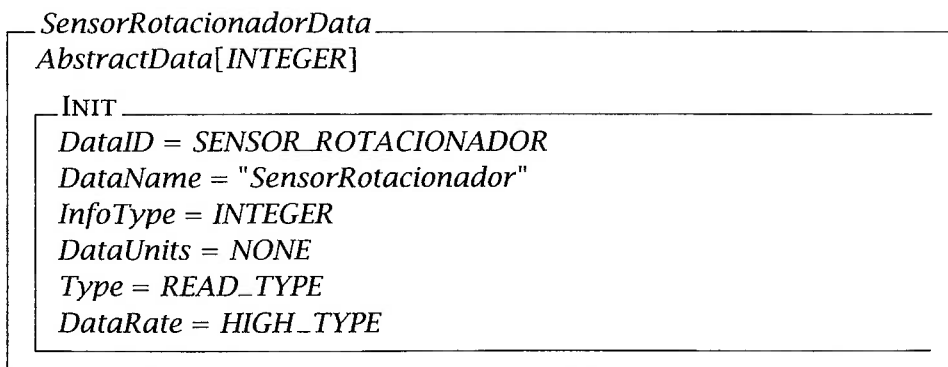 SensorRotacionadorData
AbstractData[INTEGER]
INIT
DataID = SENSOR_ROTACIONADOR
DataName = "SensorRotacionador"
InfoType = INTEGER
DataUnits = NONE
Type = READ_TYPE
DataRate = HIGH_TYPE